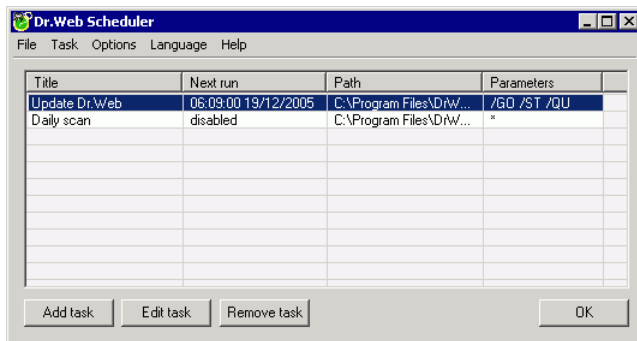 Dr.Web Scheduler
File Task Options Language Help
Title Next run Path Parameters
Update Dr.Web 06:09:00 19/12/2005 C:\Program Files\DrW... /GO /ST /QU
Daily scan disabled C:\Program Files\DrW... *
Add task Edit task Remove task OK